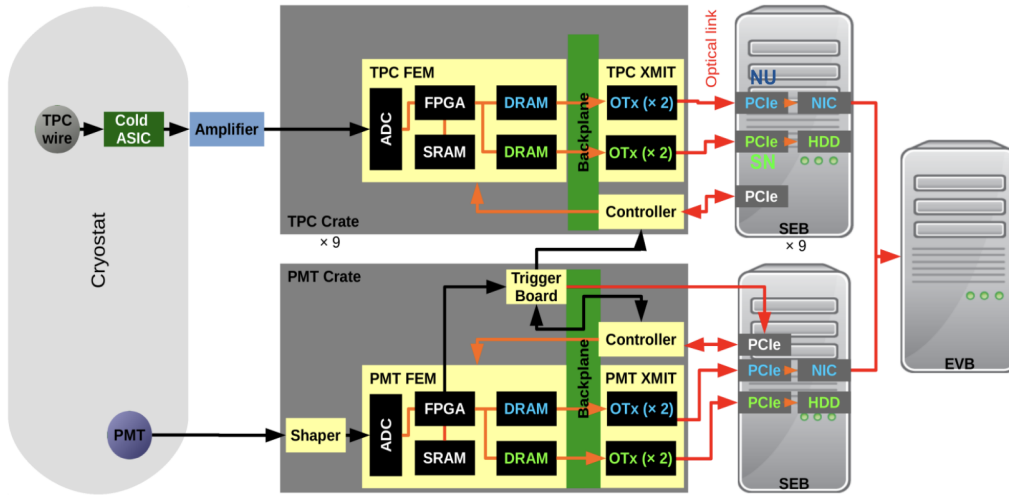 TPC
wire
Cold
ASIC
Amplifier
Cryostat
PMT
Shaper
TPC FEM
ADC
FPGA
SRAM
DRAM
DRAM
Backplane
TPC XMIT
OTx (× 2)
OTx (× 2)
Controller
TPC Crate
× 9
Optical link
NU
PCIe
NIC
PCIe
HDD
SN
PCIe
SEB
× 9
PMT Crate
Trigger
Board
Backplane
Controller
PMT FEM
ADC
FPGA
SRAM
DRAM
DRAM
PMT XMIT
OTx (× 2)
OTx (× 2)
PCIe
PCIe
NIC
PCIe
HDD
SEB
EVB